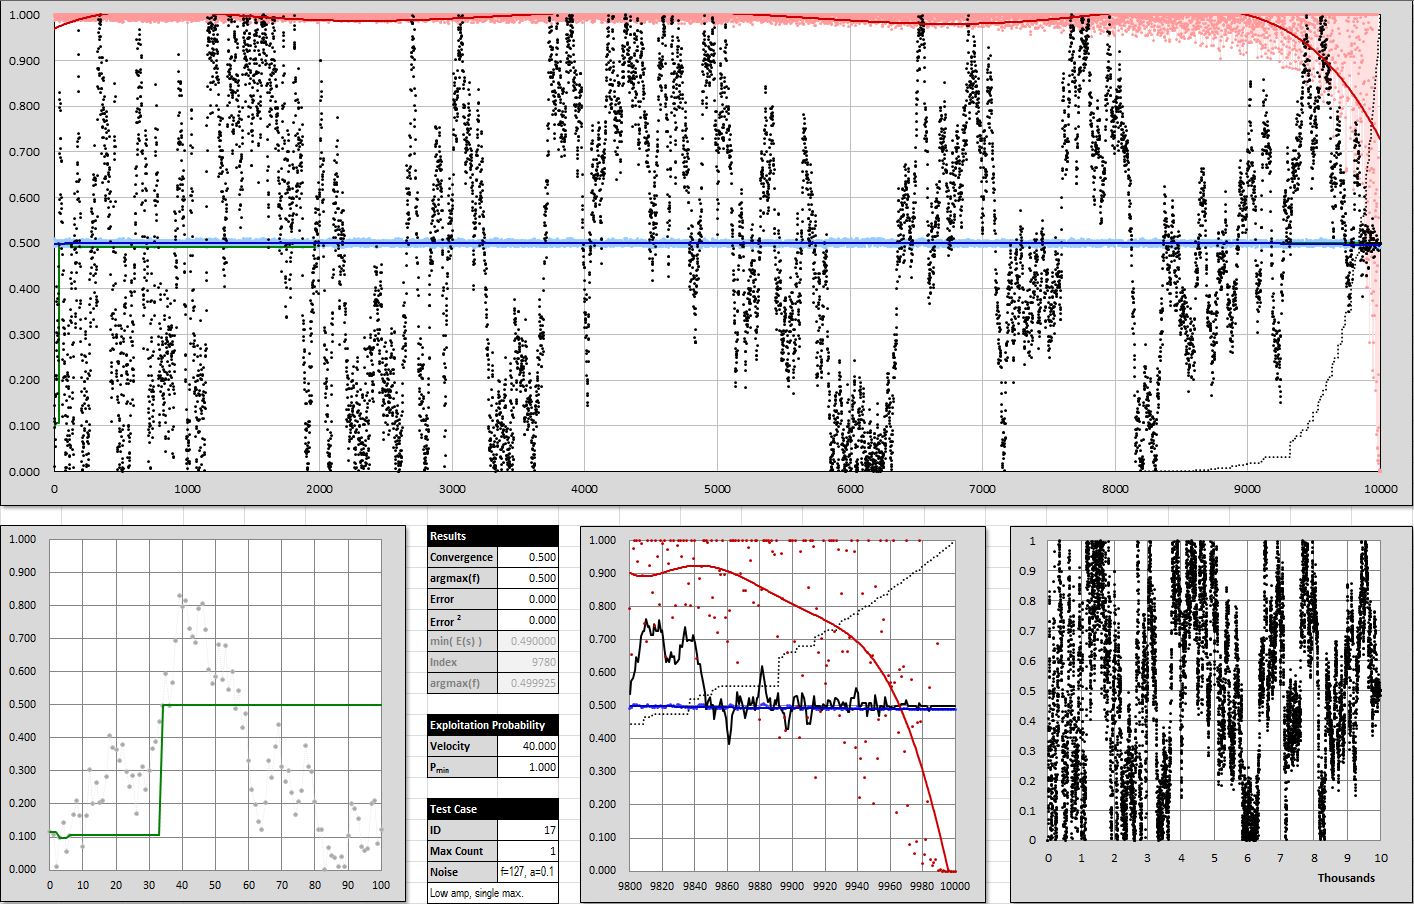 1.000
0.900
0.800
0.700
0.600
0.500
0.400
0.300
0.200
0.100
0.000
0 1000 2000 3000 4000 5000 6000 7000 8000 9000 10000
1.000
0.900
0.800
0.700
0.600
0.500
0.400
0.300
0.200
0.100
0.000
0 10 20 30 40 50 60 70 80 90 100
Results
Convergence 0.500
argmax(f) 0.500
Error 0.000
Error ² 0.000
min( E(s) ) 0.490000
Index 9780
argmax(f) 0.499925
Exploitation Probability
Velocity 40.000
Pmin 1.000
Test Case
ID 17
Max Count 1
Noise f=127, a=0.1
Low amp, single max.
1.000
0.900
0.800
0.700
0.600
0.500
0.400
0.300
0.200
0.100
0.000
9800 9820 9840 9860 9880 9900 9920 9940 9960 9980 10000
1
0.9
0.8
0.7
0.6
0.5
0.4
0.3
0.2
0.1
0
0 1 2 3 4 5 6 7 8 9 10
Thousands